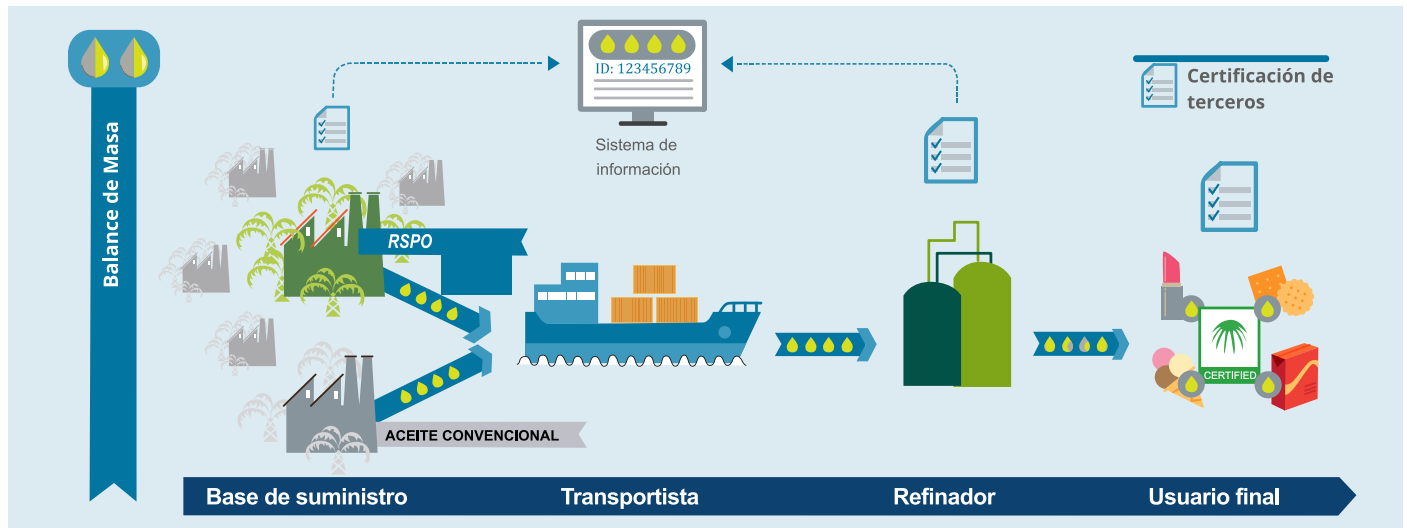 Balance de Masa
ID: 123456789
Sistema de
información
Certificación de
terceros
RSPO
CERTIFIED
ACEITE CONVENCIONAL
Base de suministro
Transportista
Refinador
Usuario final